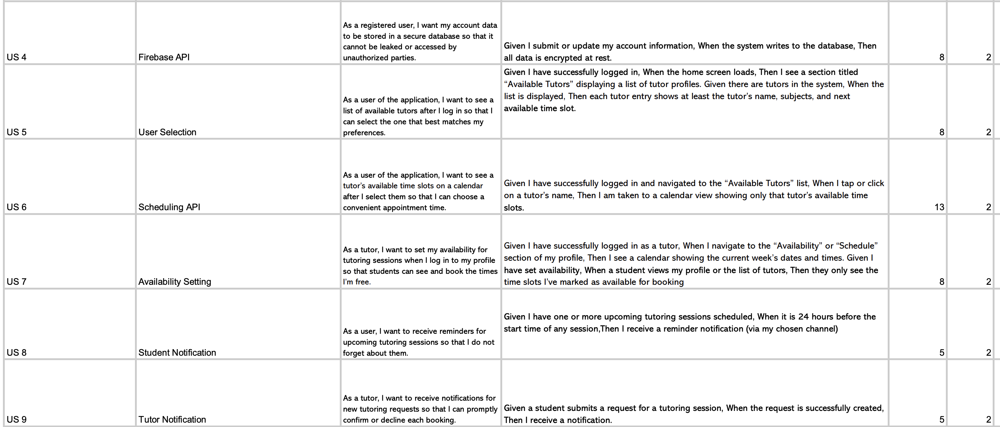 US 4
Firebase API
As a registered user, I want my account data
to be stored in a secure database so that it
cannot be leaked or accessed by
unauthorized parties.
Given I submit or update my account information, When the system writes to the database, Then
all data is encrypted at rest.
8
2
US 5
User Selection
As a user of the application, I want to see a
list of available tutors after I log in so that I
can select the one that best matches my
preferences.
Given I have successfully logged in, When the home screen loads, Then I see a section titled
“Available Tutors” displaying a list of tutor profiles. Given there are tutors in the system, When the
list is displayed, Then each tutor entry shows at least the tutor’s name, subjects, and next
available time slot.
8
2
US 6
Scheduling API
As a user of the application, I want to see a
tutor’s available time slots on a calendar
after I select them so that I can choose a
convenient appointment time.
Given I have successfully logged in and navigated to the “Available Tutors” list, When I tap or click
on a tutor’s name, Then I am taken to a calendar view showing only that tutor’s available time
slots.
13
2
US 7
Availability Setting
As a tutor, I want to set my availability for
tutoring sessions when I log in to my profile
so that students can see and book the times
I’m free.
Given I have successfully logged in as a tutor, When I navigate to the “Availability” or “Schedule”
section of my profile, Then I see a calendar showing the current week’s dates and times. Given I
have set availability, When a student views my profile or the list of tutors, Then they only see the
time slots I’ve marked as available for booking
8
2
US 8
Student Notification
As a user, I want to receive reminders for
upcoming tutoring sessions so that I do not
forget about them.
Given I have one or more upcoming tutoring sessions scheduled, When it is 24 hours before the
start time of any session,Then I receive a reminder notification (via my chosen channel)
5
2
US 9
Tutor Notification
As a tutor, I want to receive notifications for
new tutoring requests so that I can promptly
confirm or decline each booking.
Given a student submits a request for a tutoring session, When the request is successfully created,
Then I receive a notification.
5
2